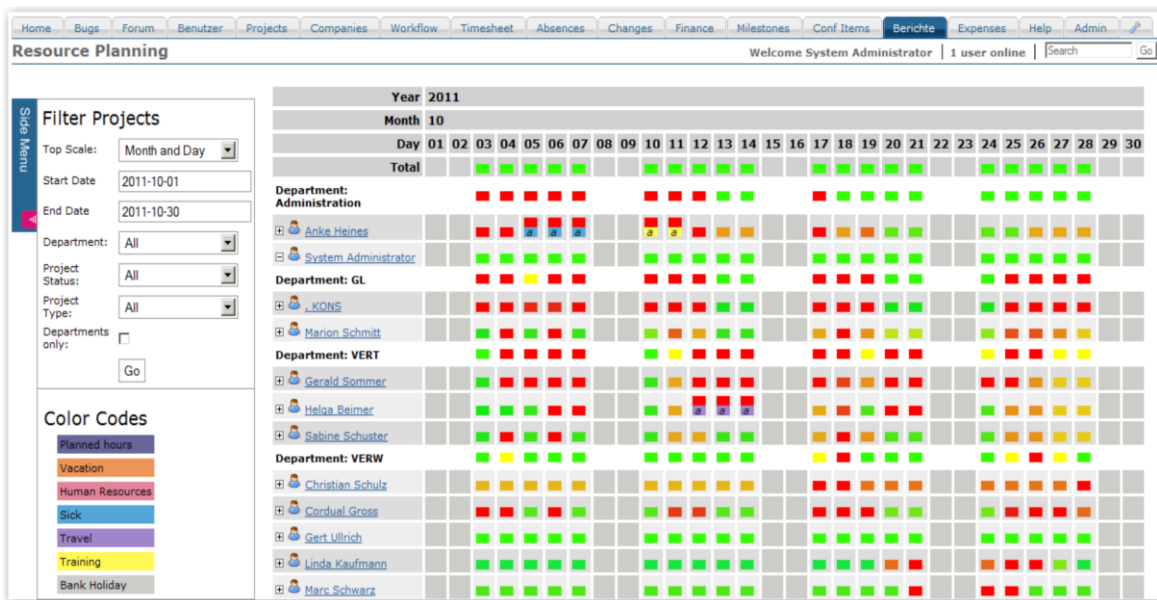 Home Bugs Forum Benutzer Projects Companies Workflow Timesheet Absences Changes Finance Milestones Conf Items Berichte Expenses Help Admin
Resource Planning
Welcome System Administrator | 1 user online | Search Go
Side Menu
Filter Projects
Top Scale: Month and Day
Start Date 2011-10-01
End Date 2011-10-30
Department: All
Project Status: All
Project Type: All
Departments only:
Go
Color Codes
Planned hours
Vacation
Human Resources
Sick
Travel
Training
Bank Holiday
Year 2011
Month 10
Day 01 02 03 04 05 06 07 08 09 10 11 12 13 14 15 16 17 18 19 20 21 22 23 24 25 26 27 28 29 30
Total
Department:
Administration
Anke Heines a a a a a
System Administrator
Department: GL
, KONS
Marion Schmitt
Department: VERT
Gerald Sommer
Helga Beimer a a a
Sabine Schuster
Department: VERW
Christian Schulz
Cordual Gross
Gert Ullrich
Linda Kaufmann
Marc Schwarz